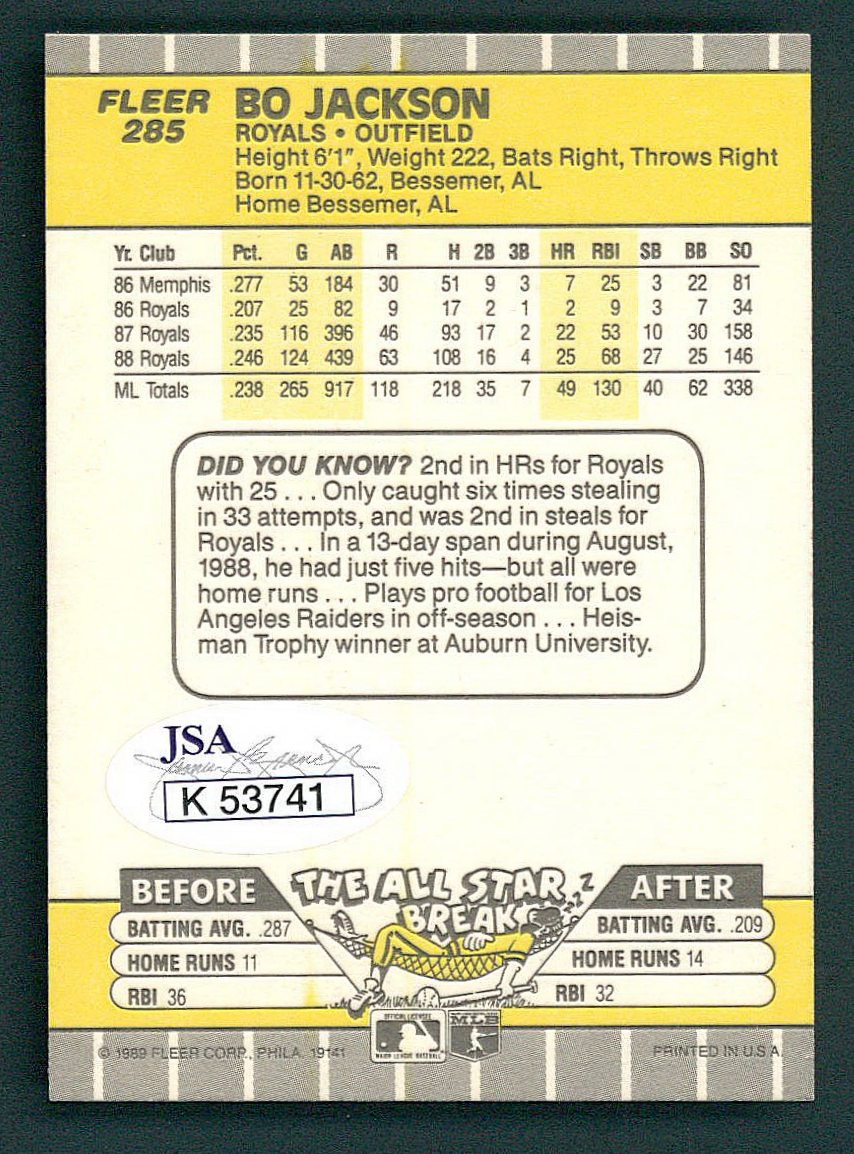 FLEER
285
BO JACKSON
ROYALS • OUTFIELD
Height 6'1", Weight 222, Bats Right, Throws Right
Born 11-30-62, Bessemer, AL
Home Bessemer, AL
Yr. Club Pct. G AB R H 2B 3B HR RBI SB BB SO
86 Memphis .277 53 184 30 51 9 3 7 25 3 22 81
86 Royals .207 25 82 9 17 2 1 2 9 3 7 34
87 Royals .235 116 396 46 93 17 2 22 53 10 30 158
88 Royals .246 124 439 63 108 16 4 25 68 27 25 146
ML Totals .238 265 917 118 218 35 7 49 130 40 62 338
DID YOU KNOW? 2nd in HRs for Royals
with 25 . . . Only caught six times stealing
in 33 attempts, and was 2nd in steals for
Royals . . . In a 13-day span during August,
1988, he had just five hits—but all were
home runs . . . Plays pro football for Los
Angeles Raiders in off-season . . . Heis-
man Trophy winner at Auburn University.
JSA
K 53741
THE ALL STAR
BREAK
ZZZ
BEFORE
BATTING AVG. .287
HOME RUNS 11
RBI 36
AFTER
BATTING AVG. .209
HOME RUNS 14
RBI 32
OFFICIAL LICENSEE
MAJOR LEAGUE BASEBALL
MLB
© 1989 FLEER CORP., PHILA. 19141
PRINTED IN U.S.A.